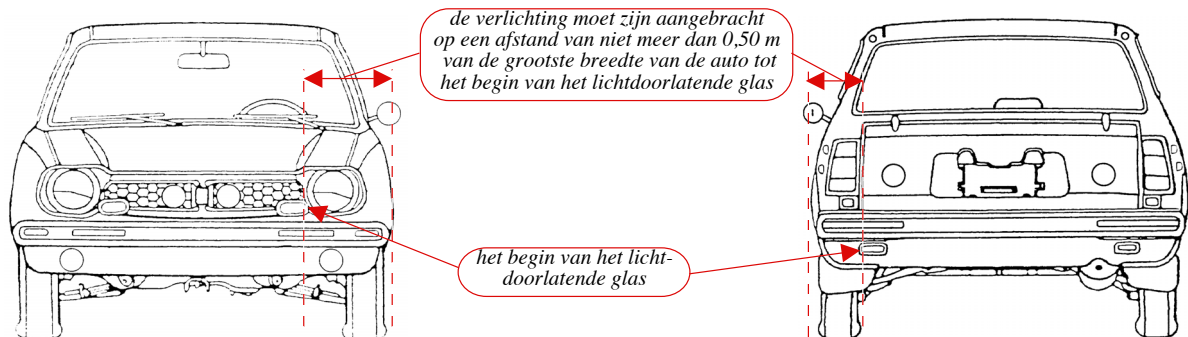 de verlichting moet zijn aangebracht
op een afstand van niet meer dan 0,50 m
van de grootste breedte van de auto tot
het begin van het lichtdoorlatende glas
het begin van het licht-
doorlatende glas